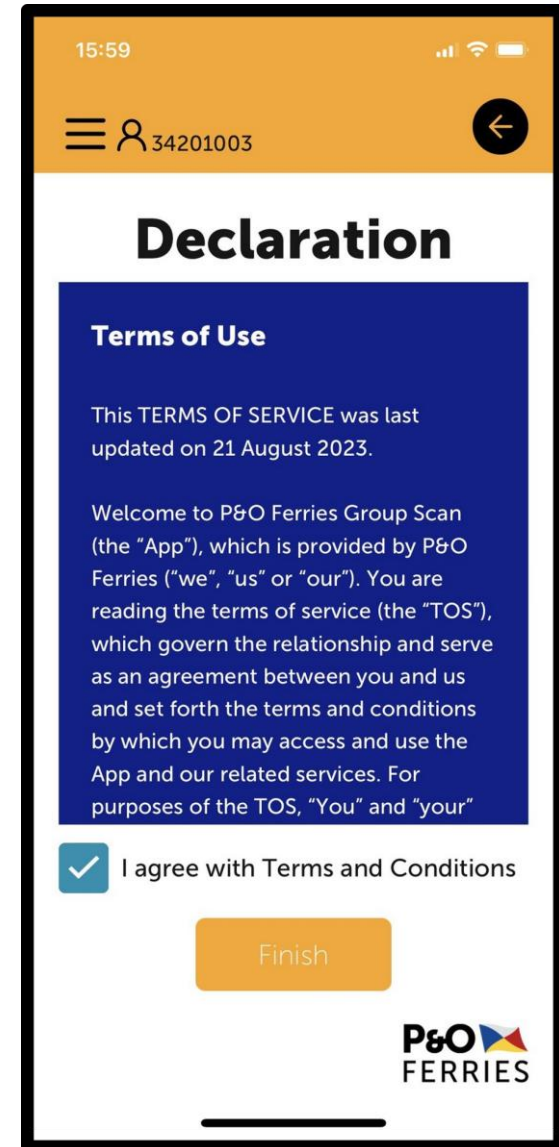 15:59
34201003
Declaration
Terms of Use
This TERMS OF SERVICE was last
updated on 21 August 2023.
Welcome to P&O Ferries Group Scan
(the “App”), which is provided by P&O
Ferries (“we”, “us” or “our”). You are
reading the terms of service (the “TOS”),
which govern the relationship and serve
as an agreement between you and us
and set forth the terms and conditions
by which you may access and use the
App and our related services. For
purposes of the TOS, “You” and “your”
I agree with Terms and Conditions
Finish
P&O
FERRIES